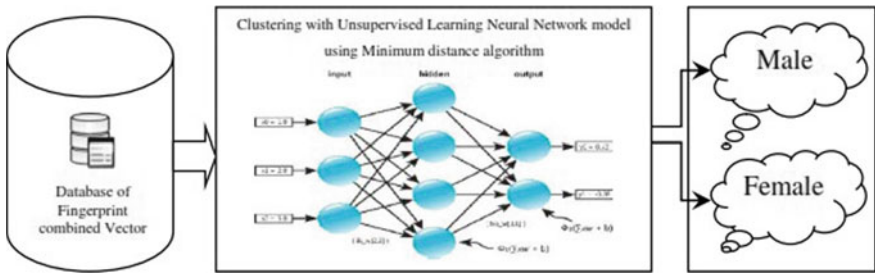 Database of
Fingerprint
combined Vector
Clustering with Unsupervised Learning Neural Network model
using Minimum distance algorithm
input
hidden
output
Male
Female